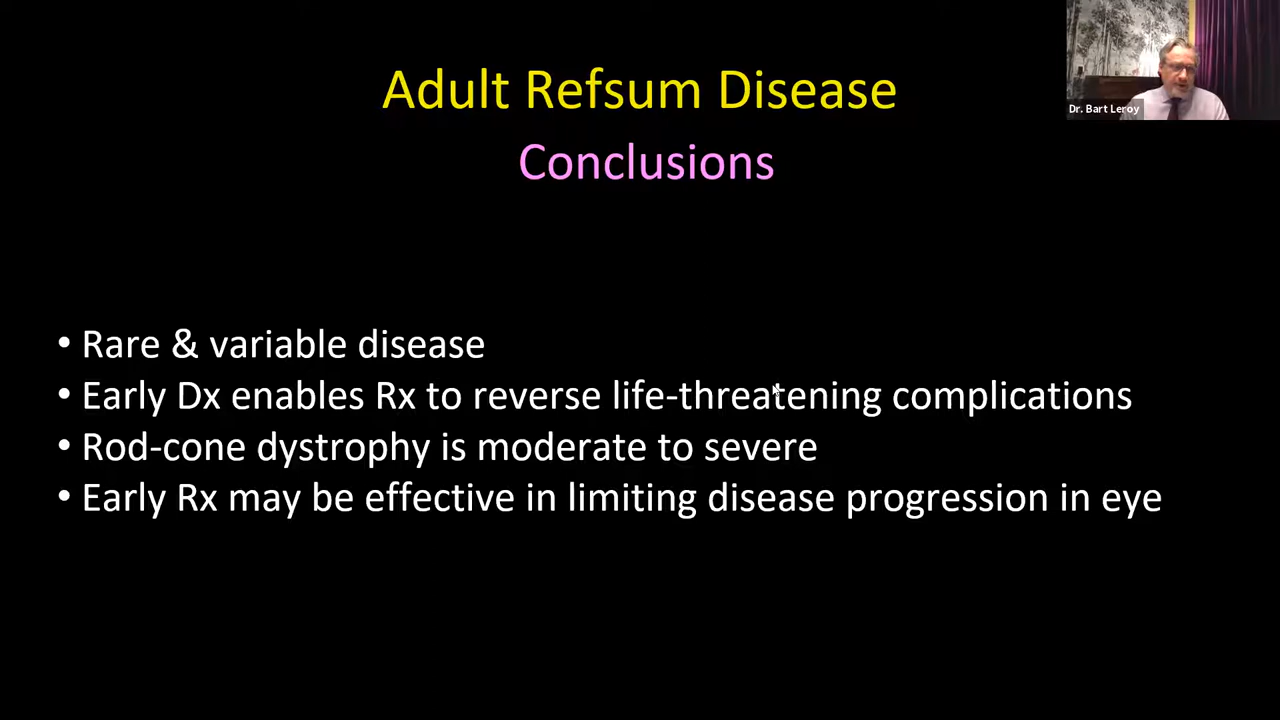 Adult Refsum Disease
Dr. Bart Leroy
Conclusions
• Rare & variable disease
• Early Dx enables Rx to reverse life-threatening complications
• Rod-cone dystrophy is moderate to severe
• Early Rx may be effective in limiting disease progression in eye